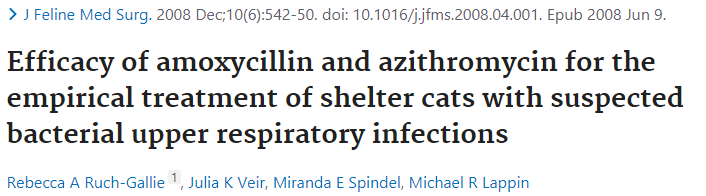 J Feline Med Surg. 2008 Dec;10(6):542-50. doi: 10.1016/j.jfms.2008.04.001. Epub 2008 Jun 9.
Efficacy of amoxycillin and azithromycin for the
empirical treatment of shelter cats with suspected
bacterial upper respiratory infections
Rebecca A Ruch-Gallie 1, Julia K Veir, Miranda E Spindel, Michael R Lappin